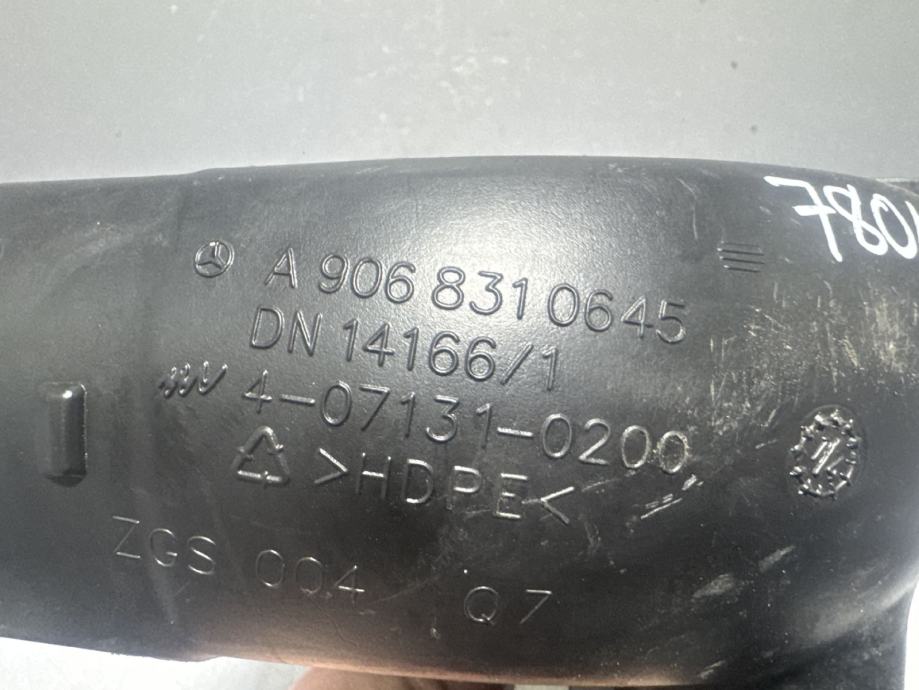 780
A 906 831 0645
DN 14166/1
4-07131-0200
>HDPE<
ZGS 004 Q7